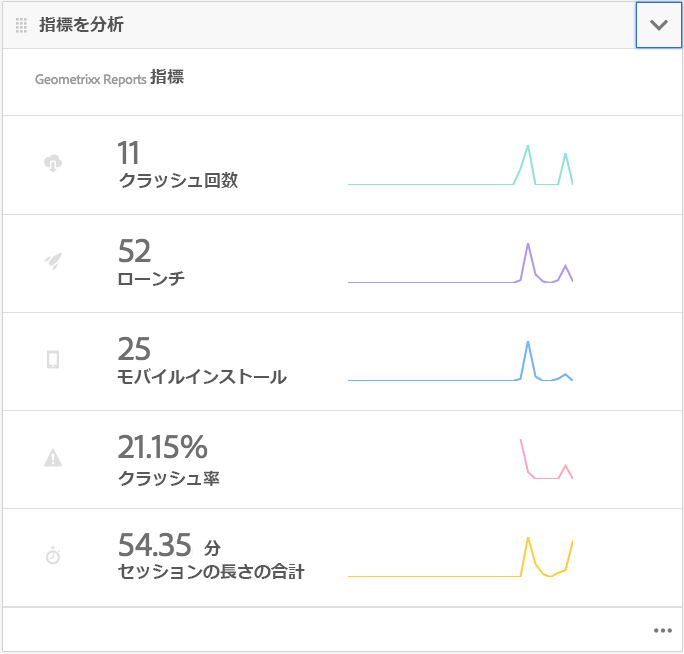 指標を分析
Geometrixx Reports 指標
11
クラッシュ回数
52
ローンチ
25
モバイルインストール
21.15%
クラッシュ率
54.35 分
セッションの長さの合計